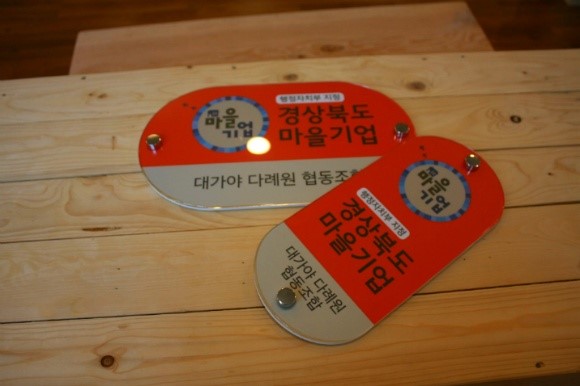 마을
기업
행정자치부 지정
경상북도
마을기업
대가야 다례원 협동조합
마을
기업
행정자치부 지정
경상북도
마을기업
대가야 다례원
협동조합